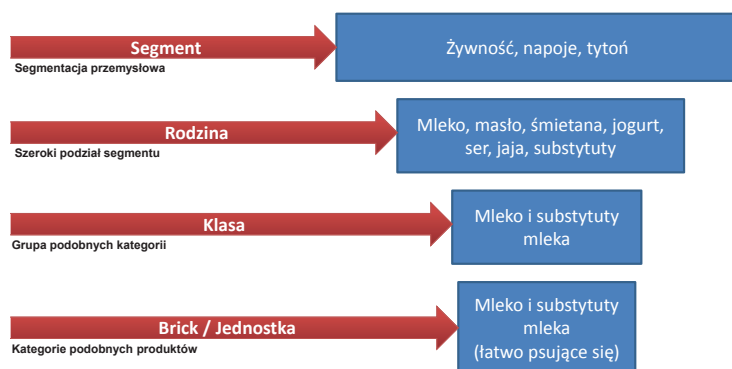 Segment
Segmentacja przemysłowa
Żywność, napoje, tytoń
Rodzina
Szeroki podział segmentu
Mleko, masło, śmietana, jogurt,
ser, jaja, substytuty
Klasa
Grupa podobnych kategorii
Mleko i substytuty
mleka
Brick / Jednostka
Kategorie podobnych produktów
Mleko i substytuty
mleka
(łatwo psujące się)